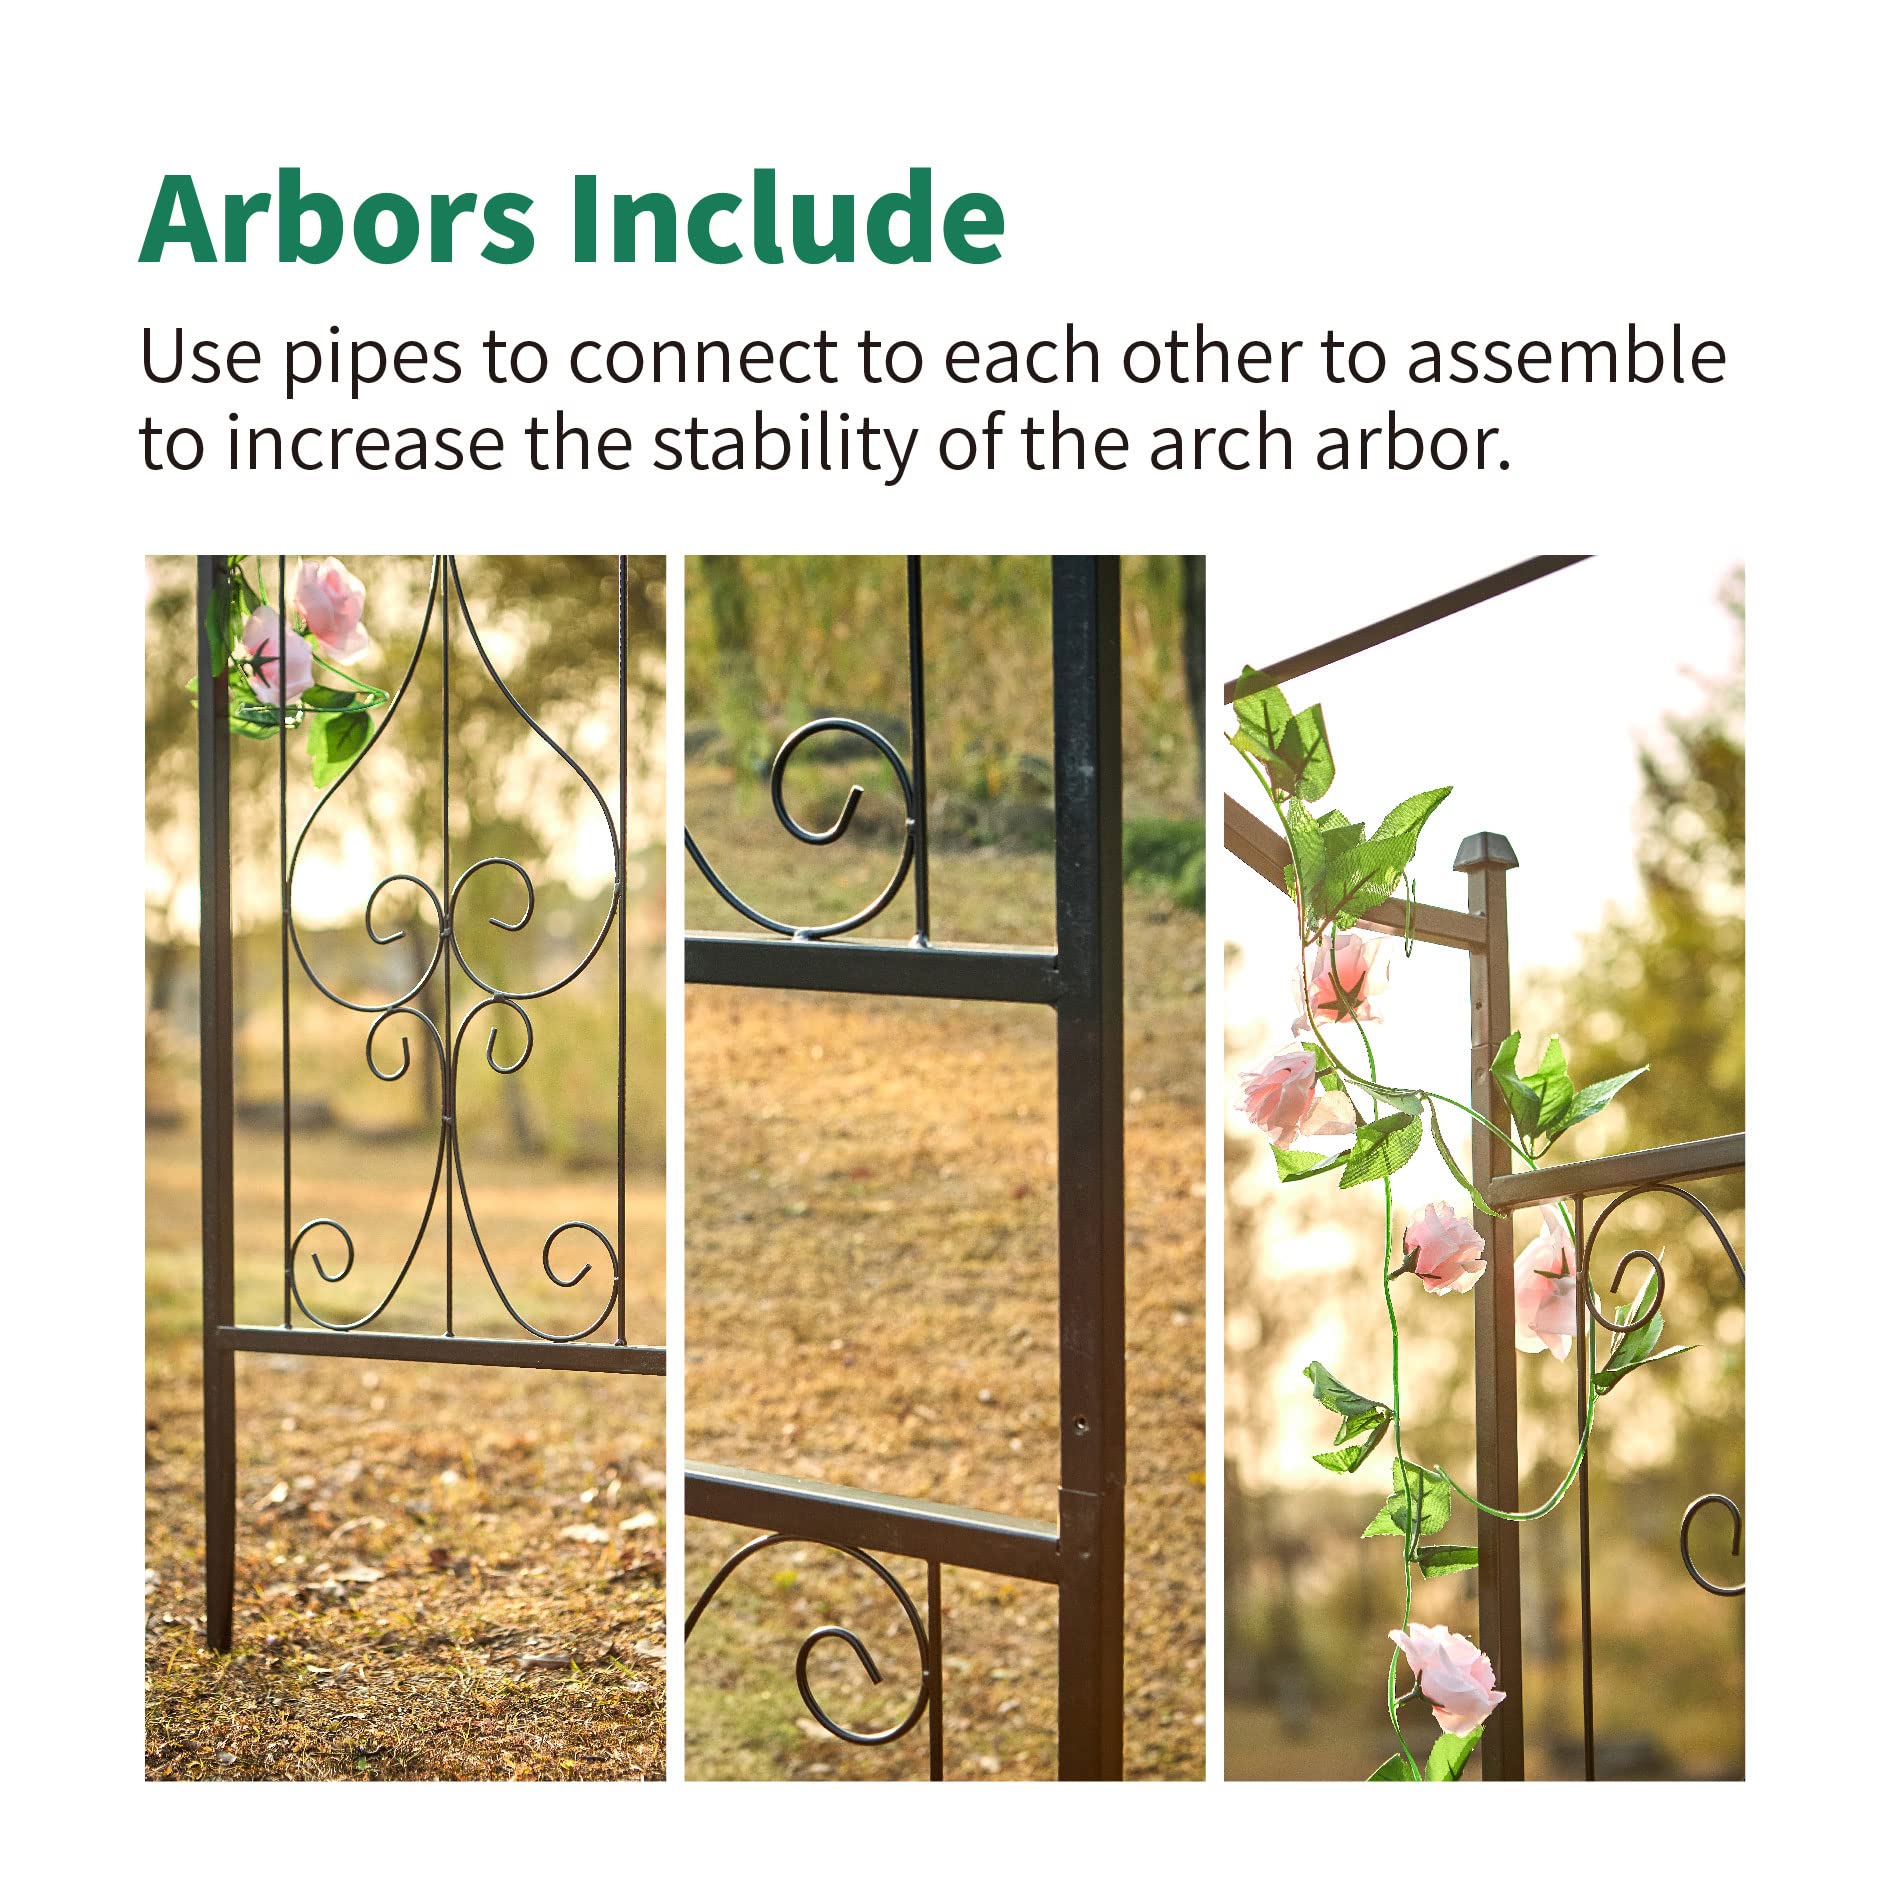 Arbors Include
Use pipes to connect to each other to assemble
to increase the stability of the arch arbor.